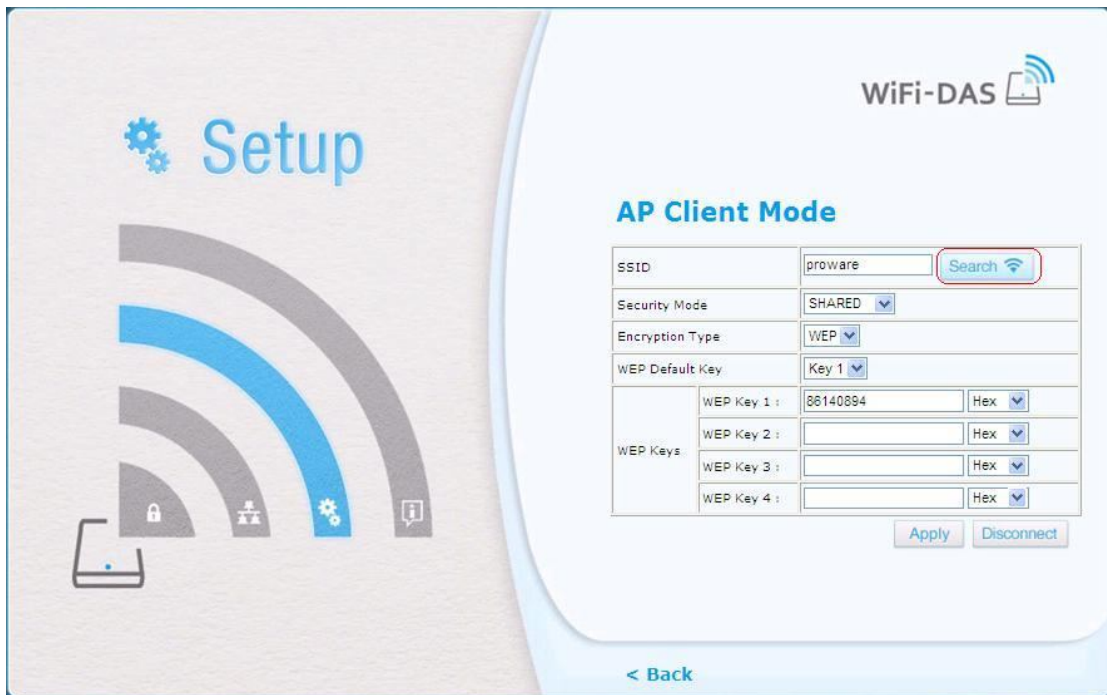 WiFi-DAS
Setup
AP Client Mode
SSID proware Search
Security Mode SHARED
Encryption Type WEP
WEP Default Key Key 1
WEP Keys
WEP Key 1 : 86140894 Hex
WEP Key 2 : Hex
WEP Key 3 : Hex
WEP Key 4 : Hex
Apply Disconnect
< Back